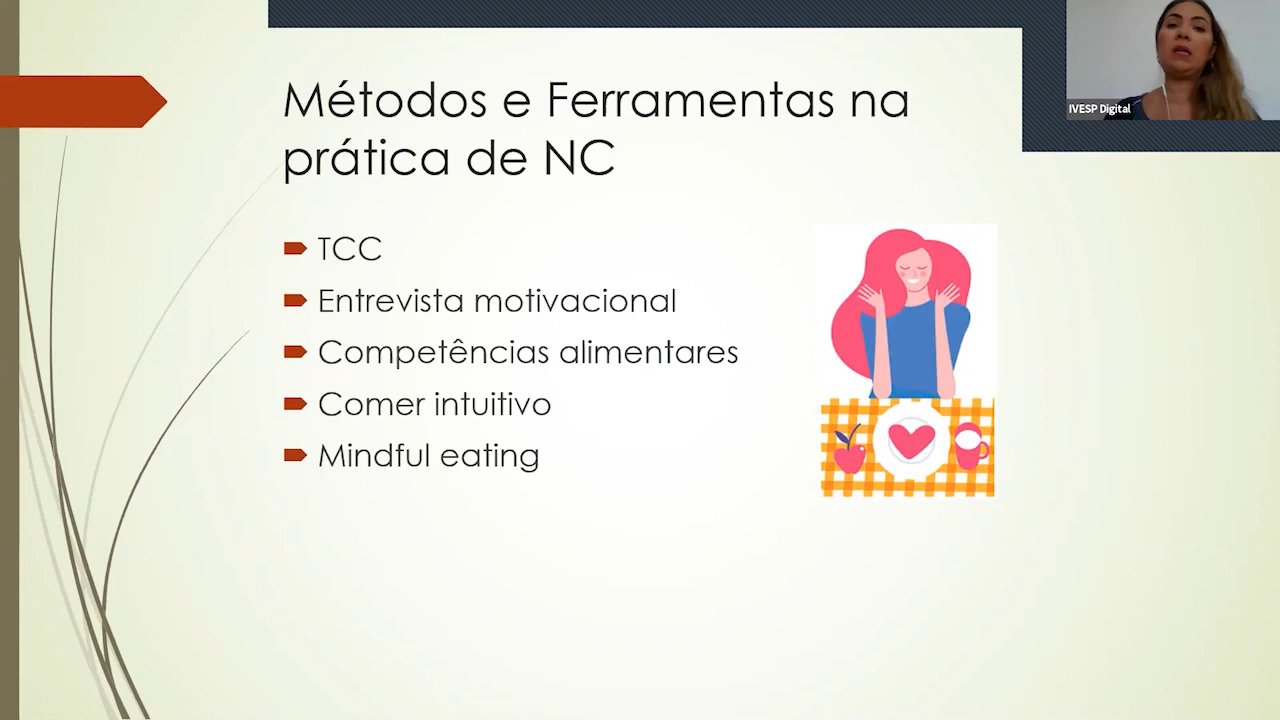 Métodos e Ferramentas na
prática de NC
TCC
Entrevista motivacional
Competências alimentares
Comer intuitivo
Mindful eating
IVESP Digital